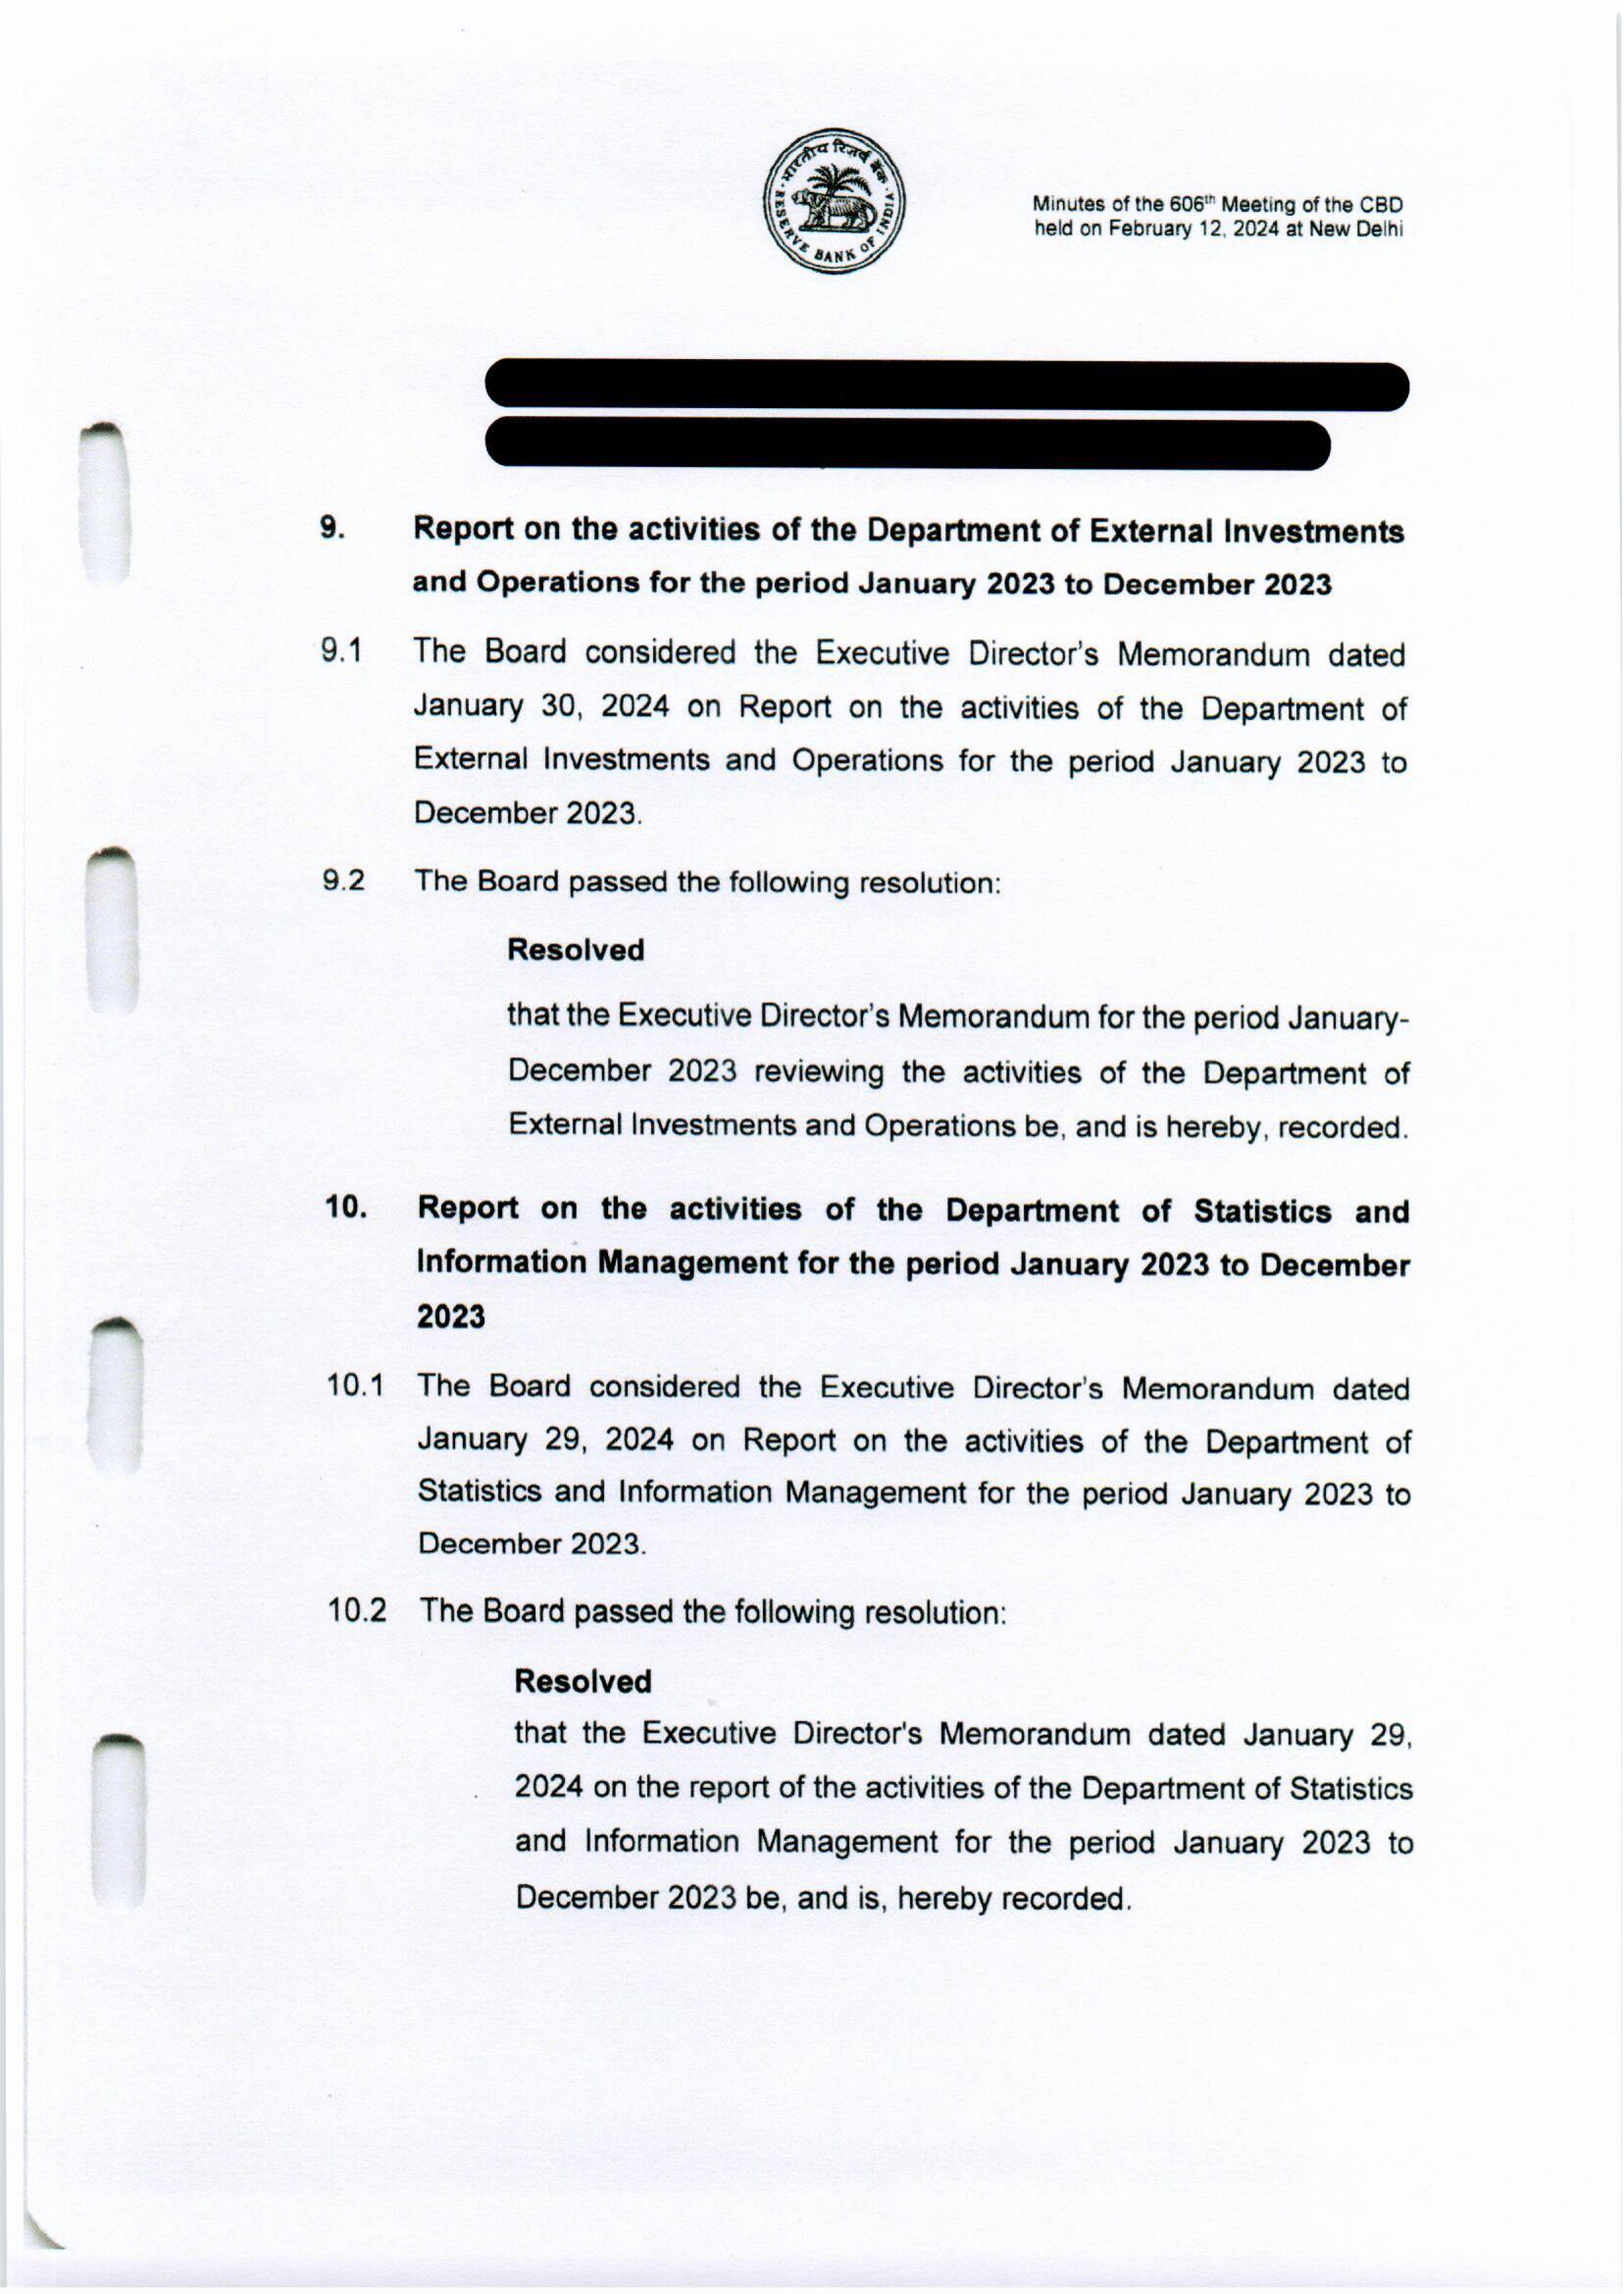 भारतीय रिज़र्व बैंक
RESERVE BANK OF INDIA
Minutes of the 606th Meeting of the CBD
held on February 12, 2024 at New Delhi
9. Report on the activities of the Department of External Investments
and Operations for the period January 2023 to December 2023
9.1 The Board considered the Executive Director's Memorandum dated
January 30, 2024 on Report on the activities of the Department of
External Investments and Operations for the period January 2023 to
December 2023.
9.2 The Board passed the following resolution:
Resolved
that the Executive Director's Memorandum for the period January-
December 2023 reviewing the activities of the Department of
External Investments and Operations be, and is hereby, recorded.
10. Report on the activities of the Department of Statistics and
Information Management for the period January 2023 to December
2023
10.1 The Board considered the Executive Director's Memorandum dated
January 29, 2024 on Report on the activities of the Department of
Statistics and Information Management for the period January 2023 to
December 2023.
10.2 The Board passed the following resolution:
Resolved
that the Executive Director's Memorandum dated January 29,
2024 on the report of the activities of the Department of Statistics
and Information Management for the period January 2023 to
December 2023 be, and is, hereby recorded.